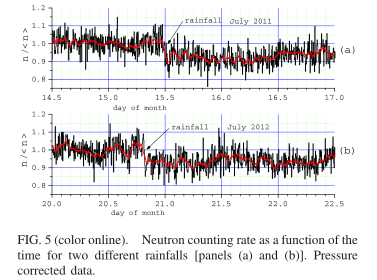 1.2
rainfall July 2011
1.1
1.0
n /< n >
(a)
0.9
0.8
14.5 15.0 15.5 16.0 16.5 17.0
day of month
1.2
rainfall July 2012
1.1
1.0
n /< n >
(b)
0.9
0.8
20.0 20.5 21.0 21.5 22.0 22.5
day of month
FIG. 5 (color online). Neutron counting rate as a function of the
time for two different rainfalls [panels (a) and (b)]. Pressure
corrected data.